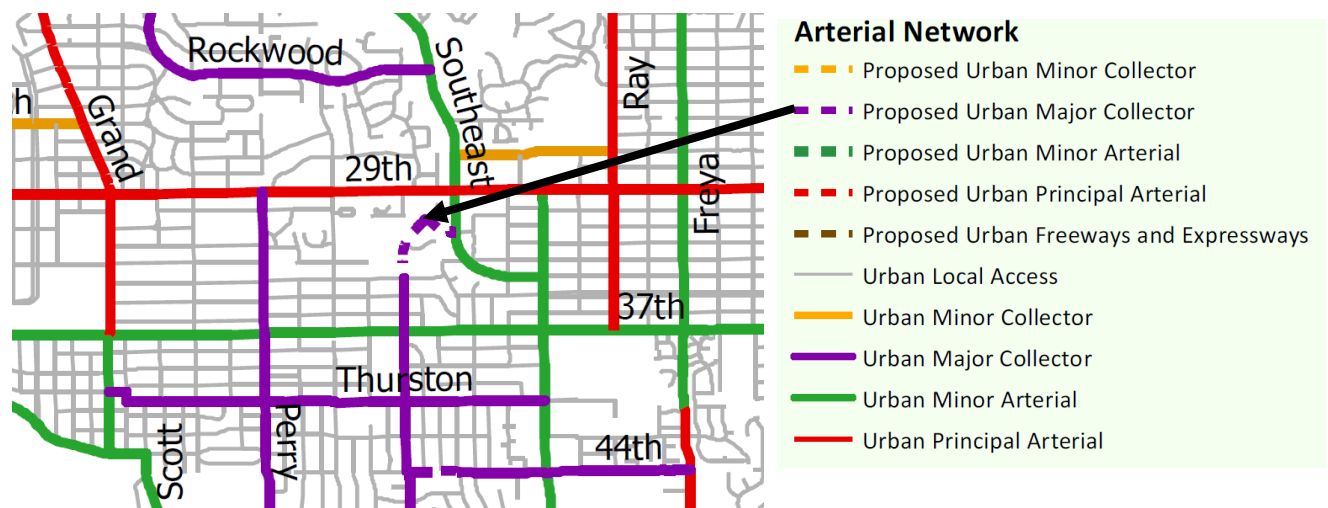 Rockwood
Southeast
Ray
h
Grand
29th
Freya
37th
Thurston
Perry
Scott
44th
Arterial Network
Proposed Urban Minor Collector
Proposed Urban Major Collector
Proposed Urban Minor Arterial
Proposed Urban Principal Arterial
Proposed Urban Freeways and Expressways
Urban Local Access
Urban Minor Collector
Urban Major Collector
Urban Minor Arterial
Urban Principal Arterial